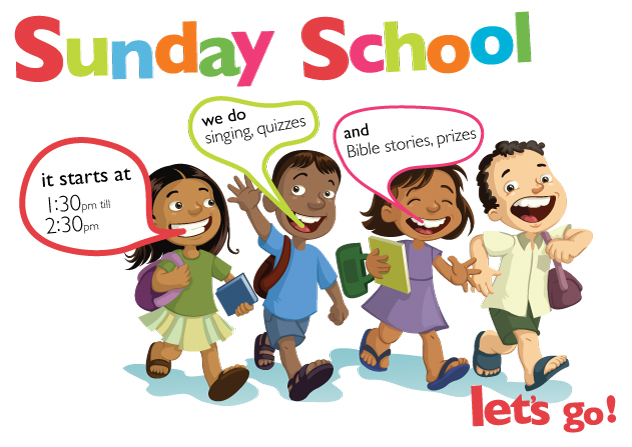 Sunday School
it starts at
1:30pm till
2:30pm
we do
singing, quizzes
and
Bible stories, prizes
let's go!